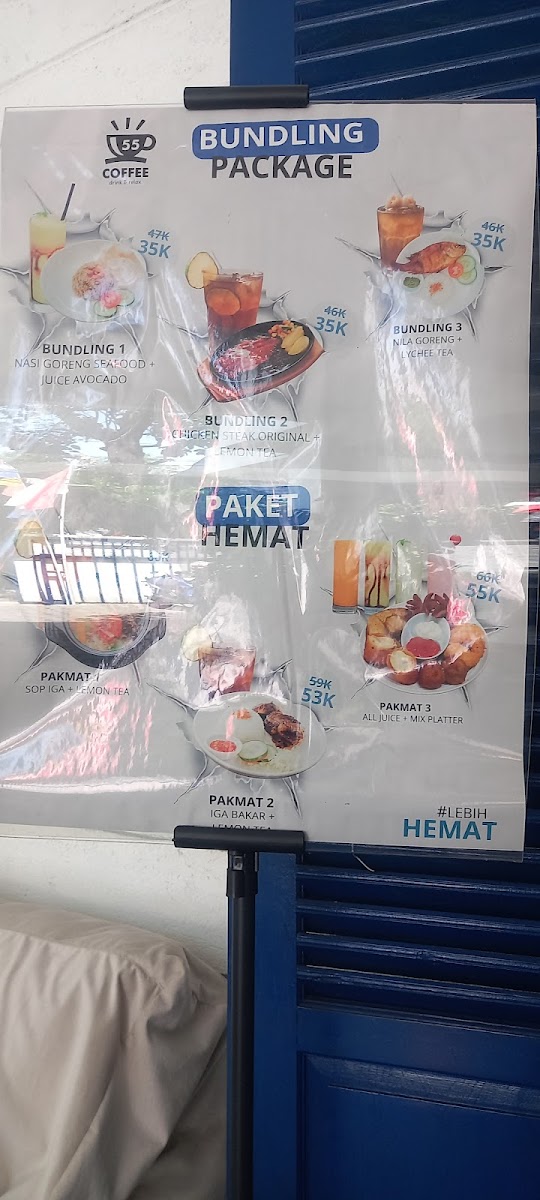 55
COFFEE
drink & relax
BUNDLING
PACKAGE
47K
35K
BUNDLING 1
NASI GORENG SEAFOOD +
JUICE AVOCADO
46K
35K
BUNDLING 2
CHICKEN STEAK ORIGINAL +
LEMON TEA
46K
35K
BUNDLING 3
NILA GORENG +
LYCHEE TEA
PAKET
HEMAT
PAKMAT 1
SOP IGA + LEMON TEA
59K
53K
PAKMAT 2
IGA BAKAR +
LEMON TEA
60K
55K
PAKMAT 3
ALL JUICE + MIX PLATTER
#LEBIH
HEMAT